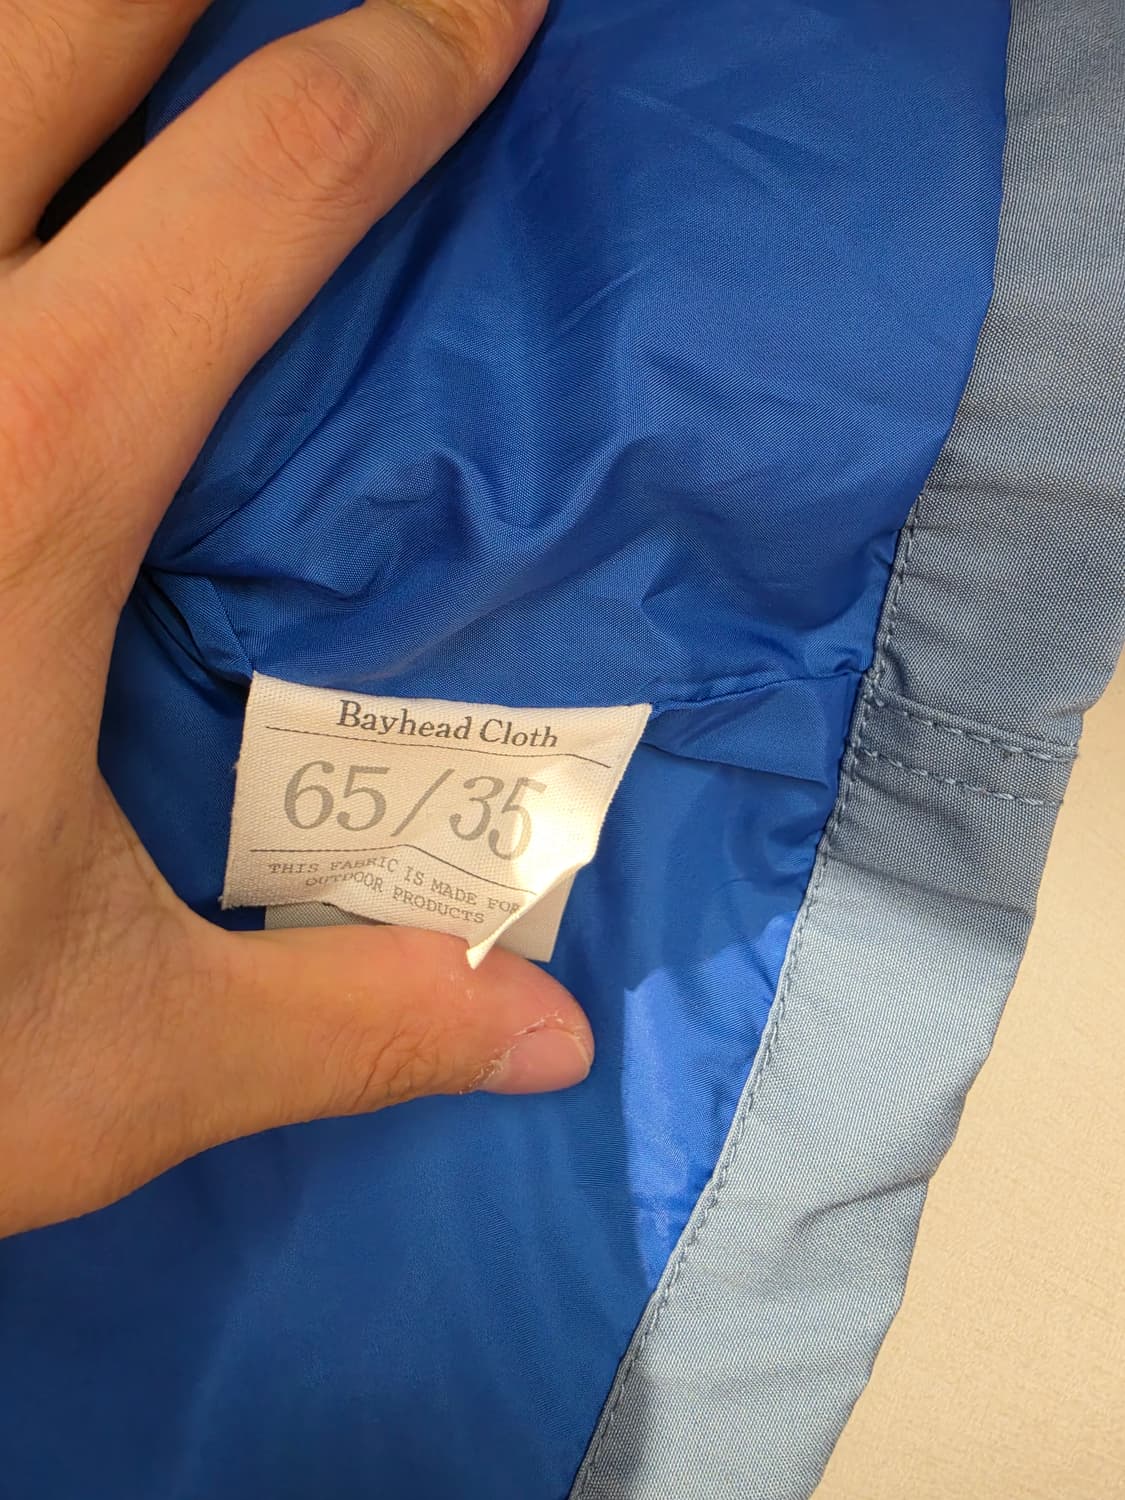 Bayhead Cloth
65/35
THIS FABRIC IS MADE FOR
OUTDOOR PRODUCTS